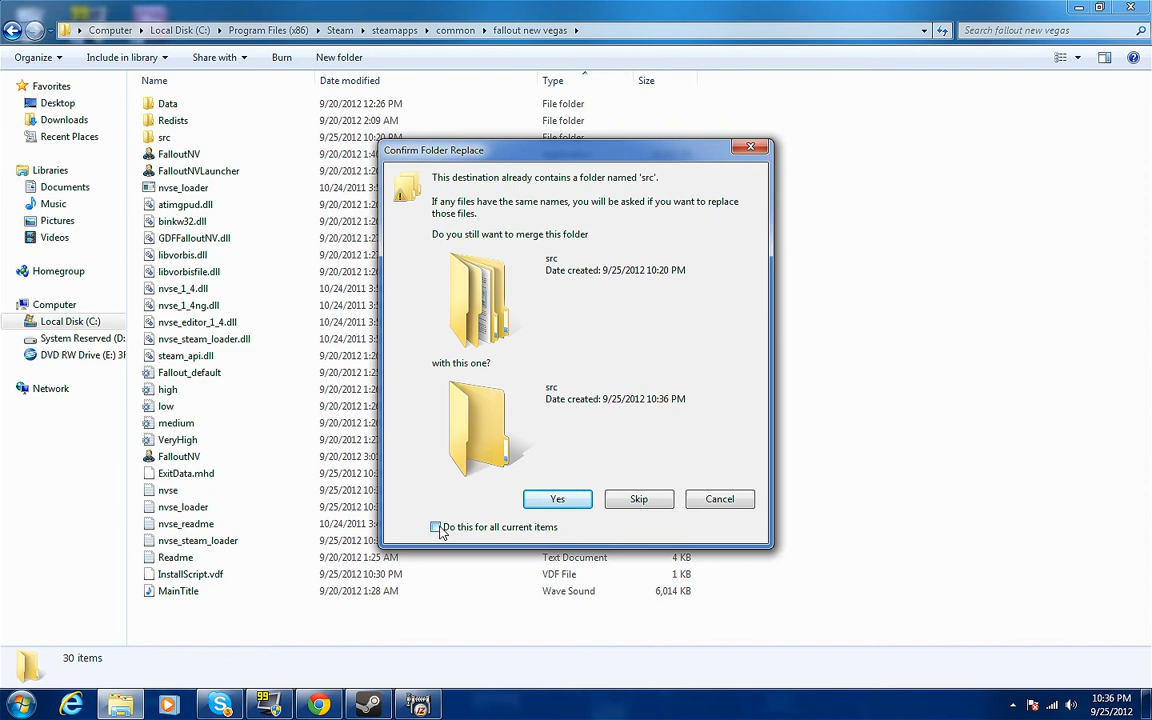 Computer ▸ Local Disk (C:) ▸ Program Files (x86) ▸ Steam ▸ steamapps ▸ common ▸ fallout new vegas ▸
Search fallout new vegas
Organize Include in library Share with Burn New folder
Name Date modified Type Size
Favorites
Desktop
Downloads
Recent Places
Libraries
Documents
Music
Pictures
Videos
Homegroup
Computer
Local Disk (C:)
System Reserved (D:
DVD RW Drive (E:) 3F
Network
Data 9/20/2012 12:26 PM File folder
Redists 9/20/2012 2:09 AM File folder
src 9/25/2012 10:20 PM File folder
FalloutNV 9/20/2012 1:4
FalloutNVLauncher 9/25/2012
nvse_loader 10/24/2011 3:
atimgpud.dll 9/20/2012 1:2
binkw32.dll 9/20/2012 1:2
GDFFalloutNV.dll 9/20/2012 1:
libvorbis.dll 9/20/2012 1:2
libvorbisfile.dll 9/20/2012 1:2
nvse_1_4.dll 10/24/2011 3:
nvse_1_4ng.dll 10/24/2011 3:
nvse_editor_1_4.dll 10/24/2011 3:
nvse_steam_loader.dll 10/24/2011 3:
steam_api.dll 9/20/2012 1:2
Fallout_default 9/20/2012 1:2
high 9/20/2012 1:2
low 9/20/2012 1:2
medium 9/20/2012 1:2
VeryHigh 9/20/2012 1:2
FalloutNV 9/20/2012 3:0
ExitData.mhd 9/25/2012 10:
nvse 9/25/2012 10:
nvse_loader 9/25/2012 10:
nvse_readme 10/24/2011 3:
nvse_steam_loader 9/25/2012 10:
Readme 9/20/2012 1:25 AM Text Document 4 KB
InstallScript.vdf 9/25/2012 10:30 PM VDF File 1 KB
MainTitle 9/20/2012 1:28 AM Wave Sound 6,014 KB
Confirm Folder Replace
This destination already contains a folder named 'src'.
If any files have the same names, you will be asked if you want to replace
those files.
Do you still want to merge this folder
src
Date created: 9/25/2012 10:20 PM
with this one?
src
Date created: 9/25/2012 10:36 PM
Yes Skip Cancel
Do this for all current items
30 items
99
10:36 PM
9/25/2012